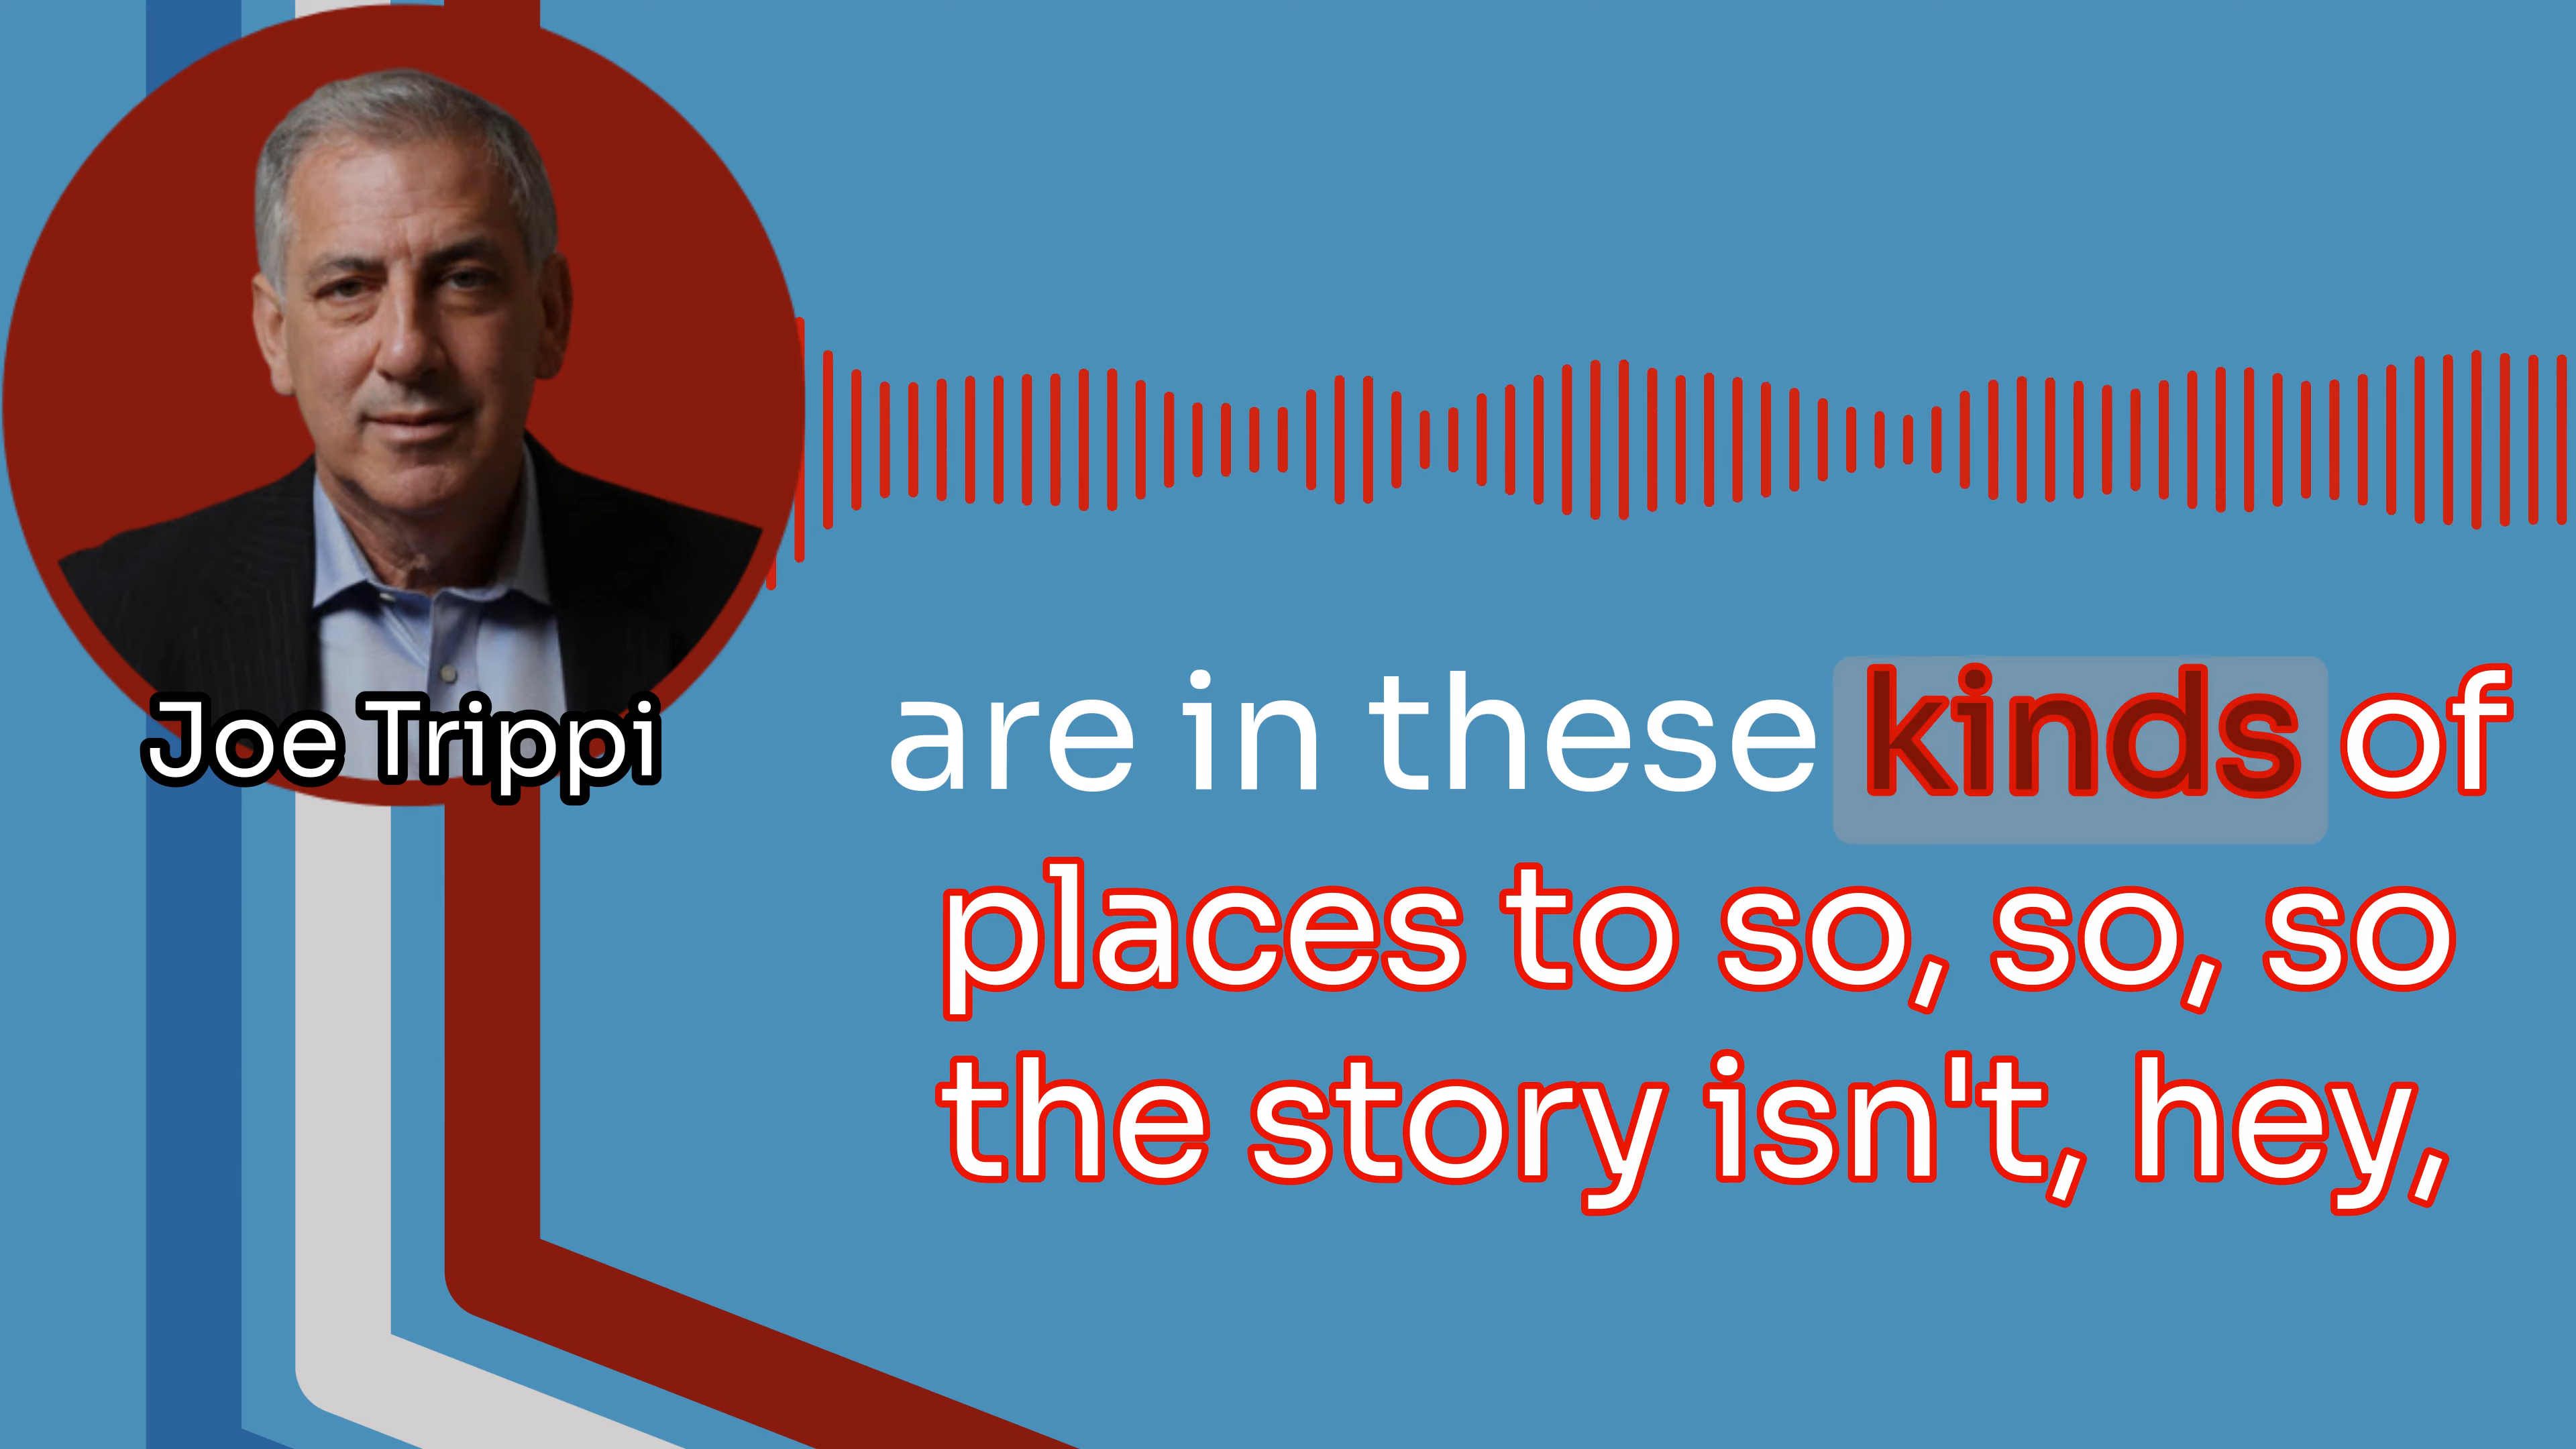 Joe Trippi
are in these kinds of
places to so, so, so
the story isn't, hey,